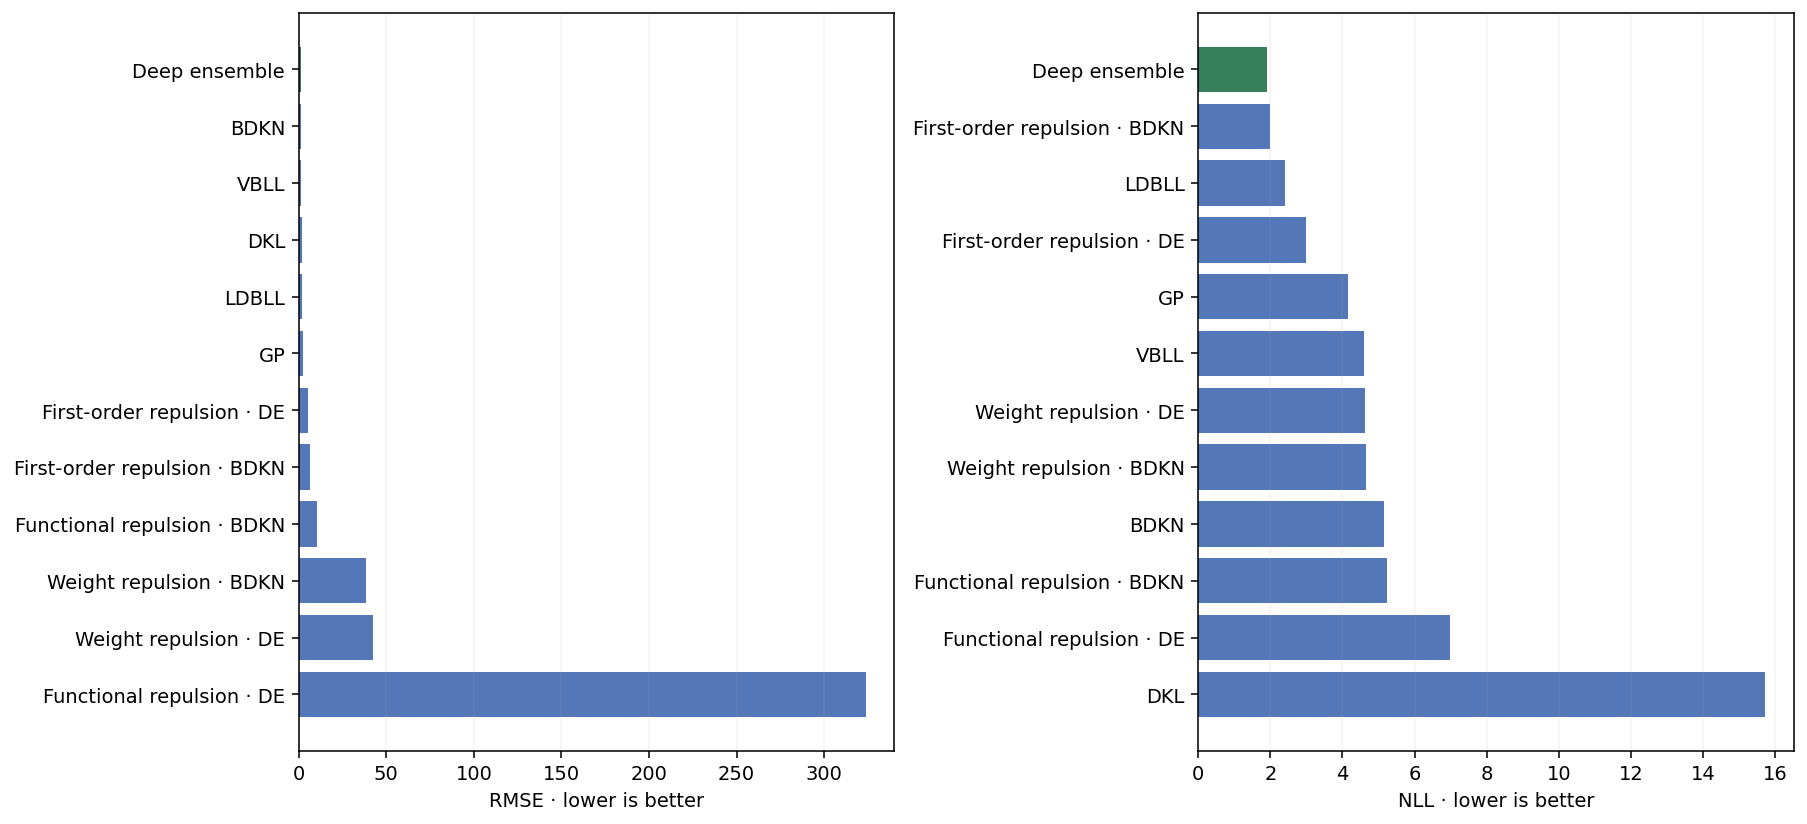 Deep ensemble
BDKN
VBLL
DKL
LDBLL
GP
First-order repulsion · DE
First-order repulsion · BDKN
Functional repulsion · BDKN
Weight repulsion · BDKN
Weight repulsion · DE
Functional repulsion · DE
0 50 100 150 200 250 300
RMSE · lower is better
Deep ensemble
First-order repulsion · BDKN
LDBLL
First-order repulsion · DE
GP
VBLL
Weight repulsion · DE
Weight repulsion · BDKN
BDKN
Functional repulsion · BDKN
Functional repulsion · DE
DKL
0 2 4 6 8 10 12 14 16
NLL · lower is better